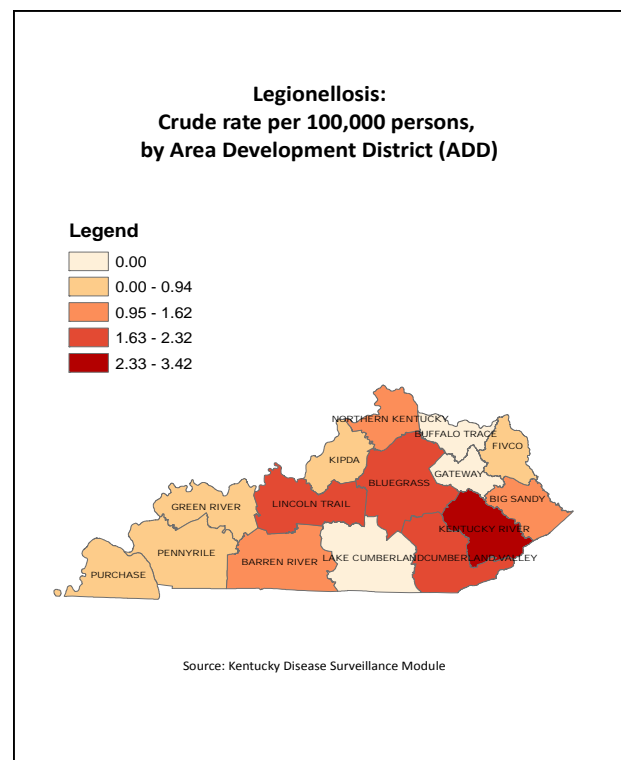 Legionellosis:
Crude rate per 100,000 persons,
by Area Development District (ADD)
Legend
0.00
0.00 - 0.94
0.95 - 1.62
1.63 - 2.32
2.33 - 3.42
NORTHERN KENTUCKY
BUFFALO TRACE
FIVCO
KIPDA
GATEWAY
BLUEGRASS
BIG SANDY
GREEN RIVER
LINCOLN TRAIL
KENTUCKY RIVER
PENNYRILE
BARREN RIVER
LAKE CUMBERLAND
CUMBERLAND VALLEY
PURCHASE
Source: Kentucky Disease Surveillance Module